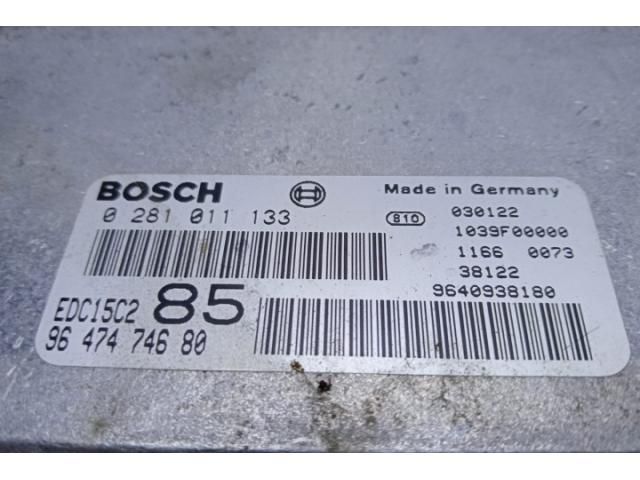 BOSCH Made in Germany
0 281 011 133 810 030122
1039F00000
1166 0073
38122
EDC15C2 85 9640938180
96 474 746 80